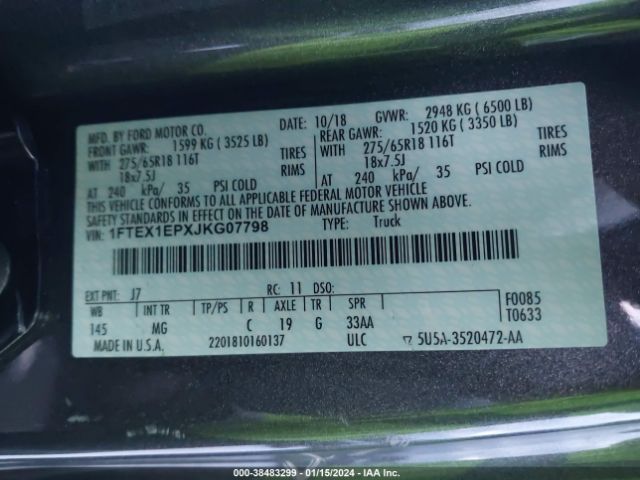 MFD. BY FORD MOTOR CO.
DATE: 10/18 GVWR: 2948 KG ( 6500 LB)
FRONT GAWR: 1599 KG ( 3525 LB)
REAR GAWR: 1520 KG ( 3350 LB)
WITH 275/65R18 116T TIRES
WITH 275/65R18 116T TIRES
18x7.5J RIMS
18x7.5J RIMS
AT 240 kPa/ 35 PSI COLD
AT 240 kPa/ 35 PSI COLD
THIS VEHICLE CONFORMS TO ALL APPLICABLE FEDERAL MOTOR VEHICLE
SAFETY STANDARDS IN EFFECT ON THE DATE OF MANUFACTURE SHOWN ABOVE.
VIN: 1FTEX1EPXJKG07798 TYPE: Truck
EXT PNT: J7 RC: 11 DSO:
WB INT TR TP/PS R AXLE TR SPR
145 MG C 19 G 33AA
F0085
T0633
MADE IN U.S.A. 2201810160137 ULC 5U5A-3520472-AA
000-38483299 - 01/15/2024 - IAA Inc.